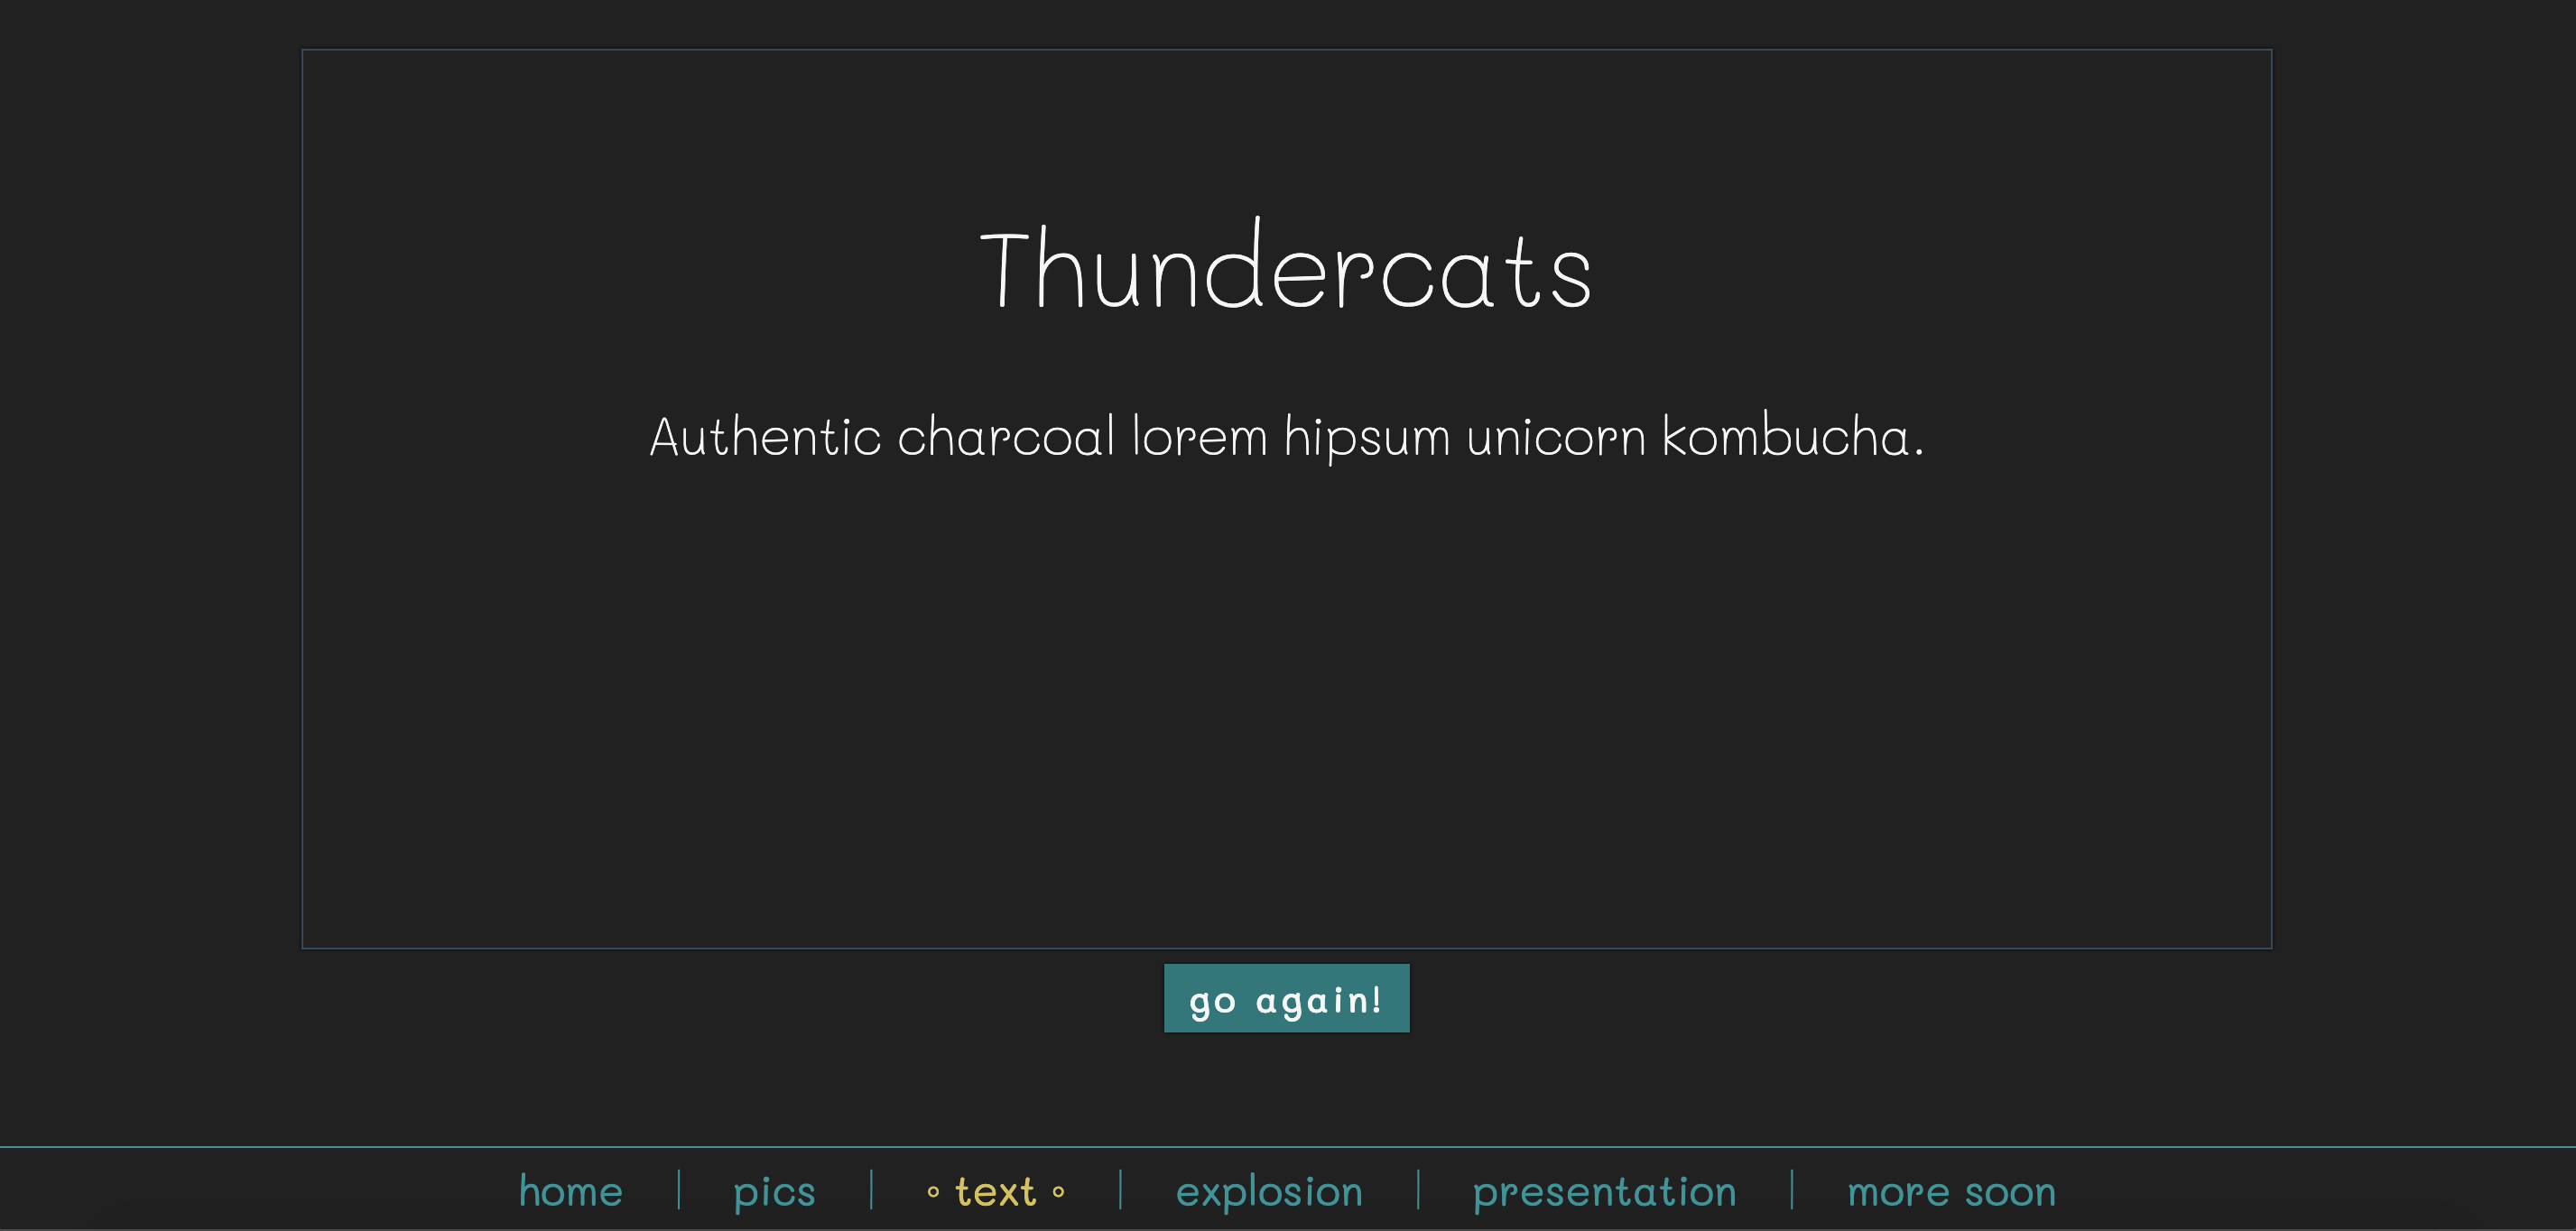 Thundercats
Authentic charcoal lorem hipsum unicorn kombucha.
go again!
home | pics | ∘ text ∘ | explosion | presentation | more soon